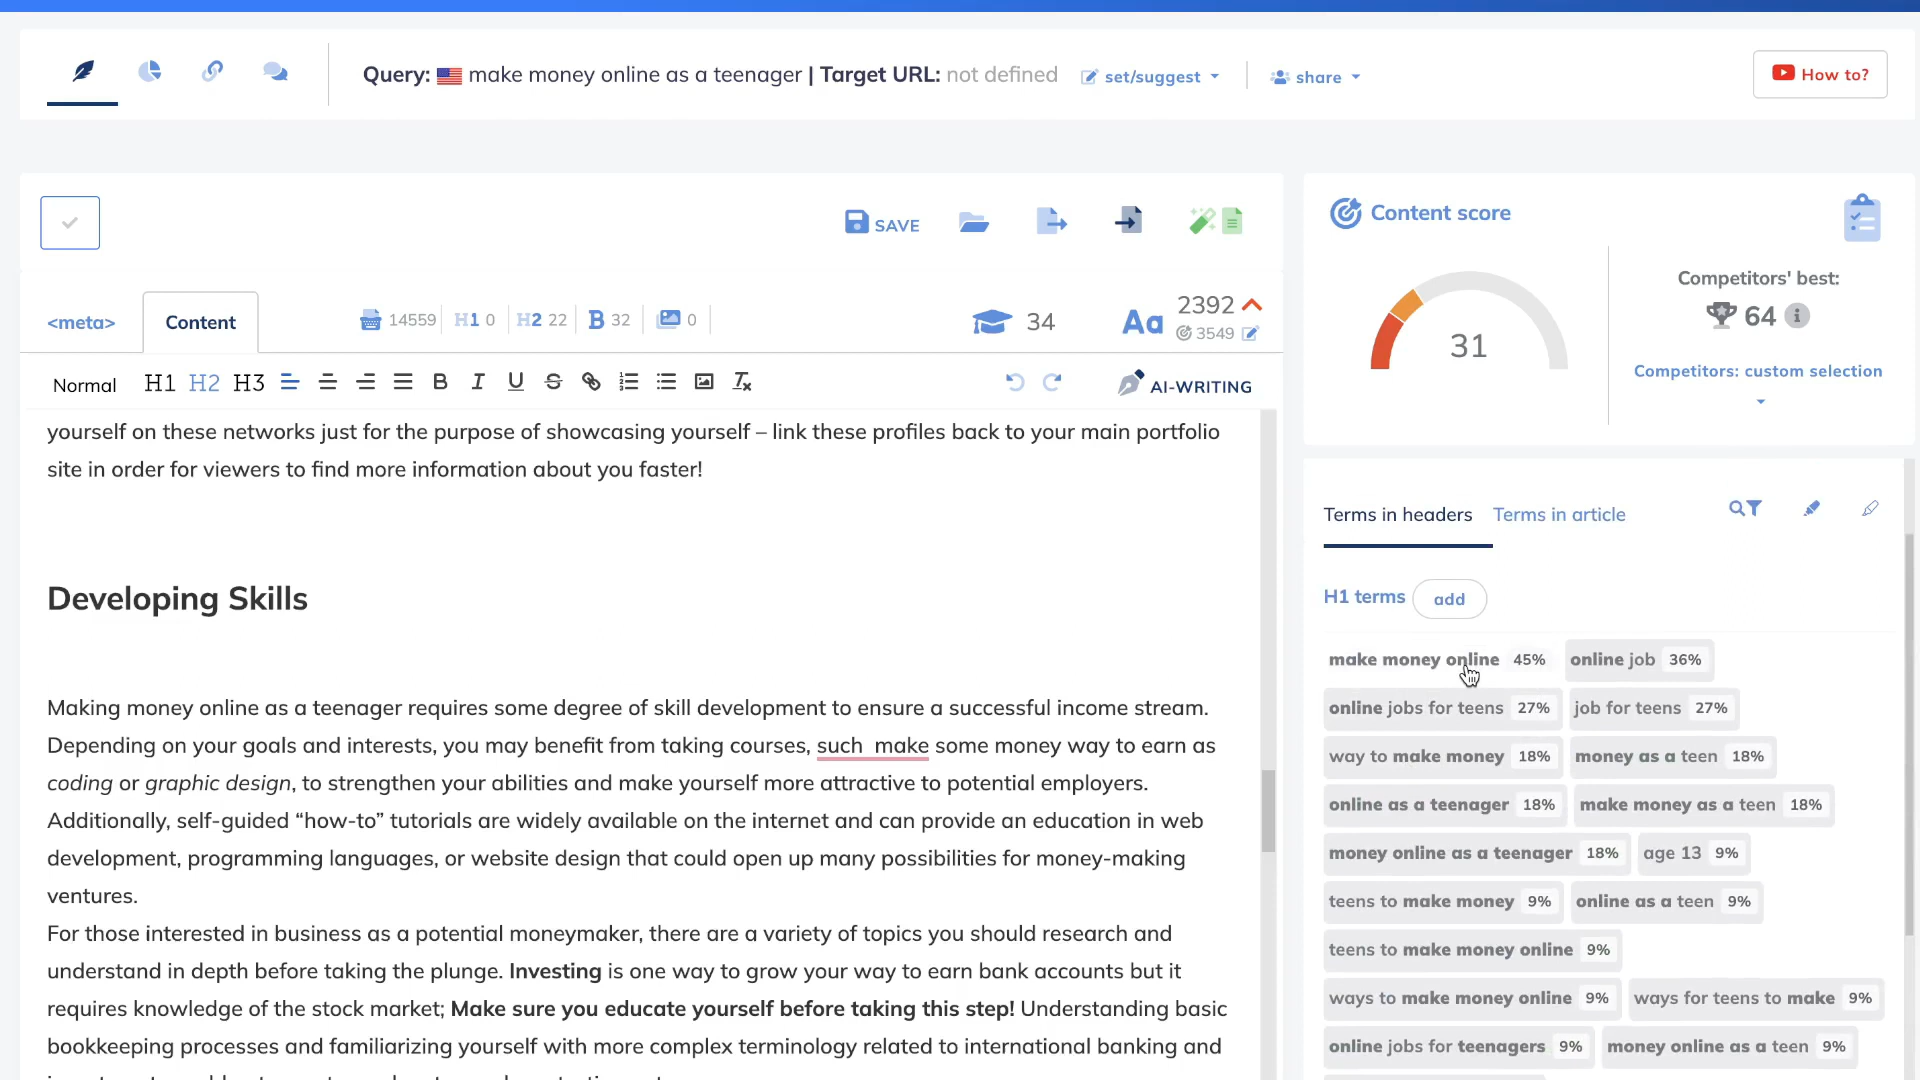 Query: make money online as a teenager | Target URL: not defined set/suggest share How to?
SAVE
Content score
Competitors' best:
64
31
Competitors: custom selection
<meta> Content 14559 H1 0 H2 22 B 32 0 34 Aa 2392
3549
Normal H1 H2 H3 B I U S AI-WRITING
yourself on these networks just for the purpose of showcasing yourself – link these profiles back to your main portfolio
site in order for viewers to find more information about you faster!
Developing Skills
Making money online as a teenager requires some degree of skill development to ensure a successful income stream.
Depending on your goals and interests, you may benefit from taking courses, such  make some money way to earn as
coding or graphic design, to strengthen your abilities and make yourself more attractive to potential employers.
Additionally, self-guided “how-to” tutorials are widely available on the internet and can provide an education in web
development, programming languages, or website design that could open up many possibilities for money-making
ventures.
For those interested in business as a potential moneymaker, there are a variety of topics you should research and
understand in depth before taking the plunge. Investing is one way to grow your way to earn bank accounts but it
requires knowledge of the stock market; Make sure you educate yourself before taking this step! Understanding basic
bookkeeping processes and familiarizing yourself with more complex terminology related to international banking and
Terms in headers Terms in article
H1 terms add
make money online 45% online job 36%
online jobs for teens 27% job for teens 27%
way to make money 18% money as a teen 18%
online as a teenager 18% make money as a teen 18%
money online as a teenager 18% age 13 9%
teens to make money 9% online as a teen 9%
teens to make money online 9%
ways to make money online 9% ways for teens to make 9%
online jobs for teenagers 9% money online as a teen 9%